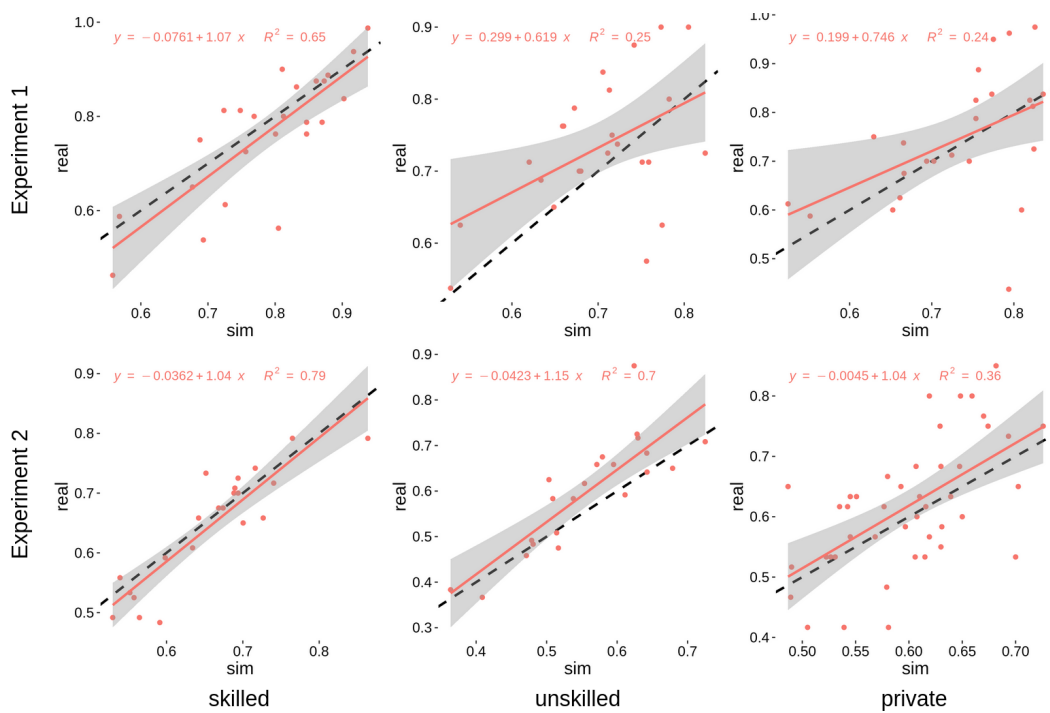 y = −0.0761+1.07 x R² = 0.65
y = 0.299+0.619 x R² = 0.25
y = 0.199+0.746 x R² = 0.24
Experiment 1
real
1.0
0.8
0.6
0.6 0.7 0.8 0.9
sim
real
0.9
0.8
0.7
0.6
0.6 0.7 0.8
sim
real
1.0
0.9
0.8
0.7
0.6
0.5
0.6 0.7 0.8
sim
y = −0.0362+1.04 x R² = 0.79
y = −0.0423+1.15 x R² = 0.7
y = −0.0045+1.04 x R² = 0.36
Experiment 2
real
0.9
0.8
0.7
0.6
0.5
0.6 0.7 0.8
sim
real
0.9
0.8
0.7
0.6
0.5
0.4
0.3
0.4 0.5 0.6 0.7
sim
real
0.8
0.7
0.6
0.5
0.4
0.50 0.55 0.60 0.65 0.70
sim
skilled unskilled private